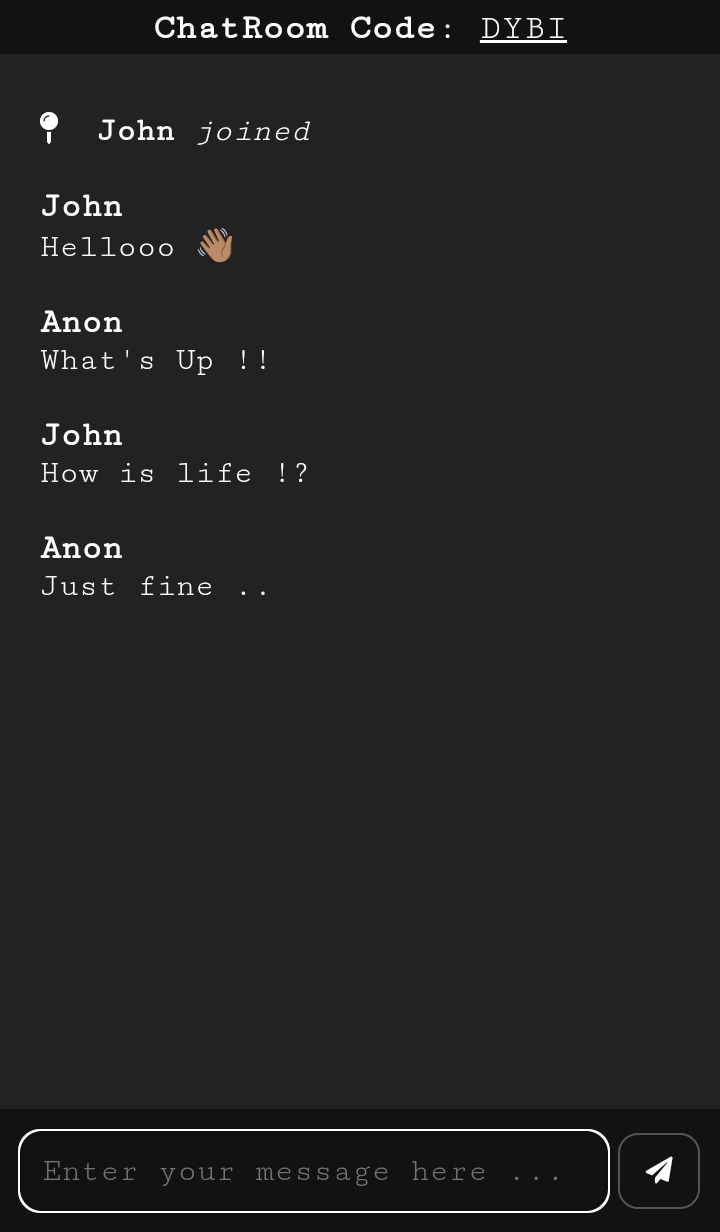 ChatRoom Code: DYBI
John joined
John
Hellooo 👋🏽
Anon
What's Up !!
John
How is life !?
Anon
Just fine ..
Enter your message here ...